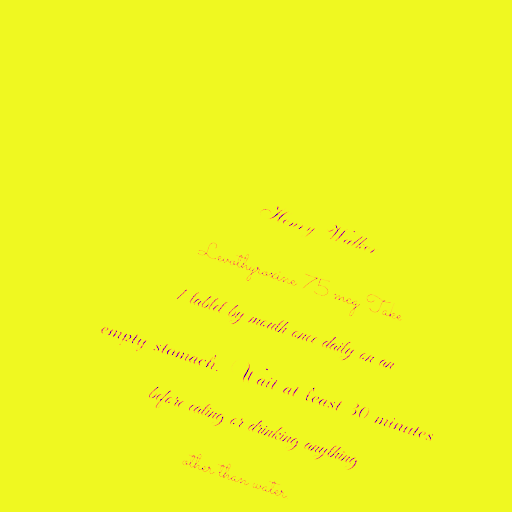 Henry Walker
Levothyroxine 75 mcg Take
1 tablet by mouth once daily on an
empty stomach. Wait at least 30 minutes
before eating or drinking anything
other than water